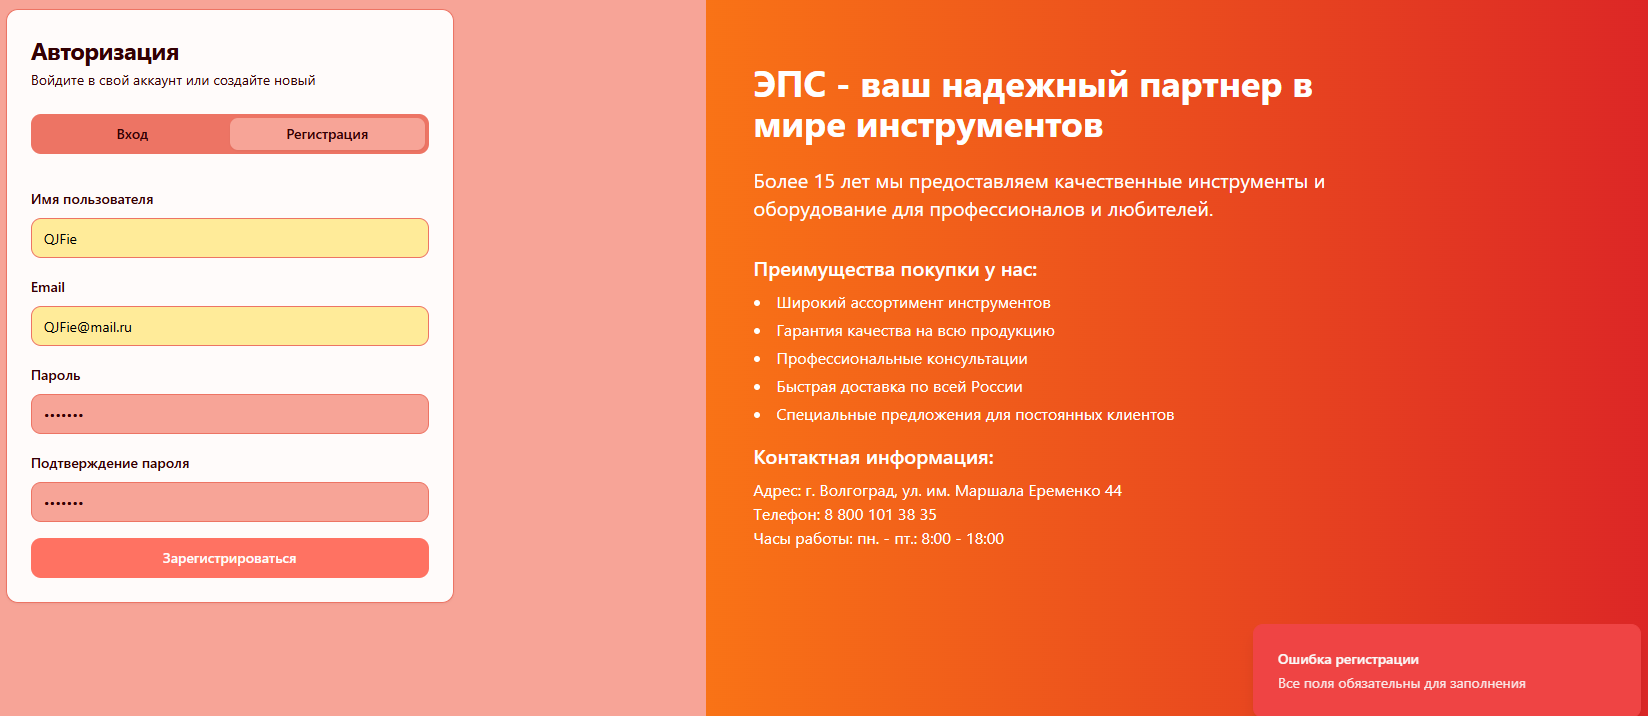 Авторизация
Войдите в свой аккаунт или создайте новый
Вход
Регистрация
Имя пользователя
QJFie
Email
QJFie@mail.ru
Пароль
•••••••
Подтверждение пароля
•••••••
Зарегистрироваться
ЭПС - ваш надежный партнер в
мире инструментов
Более 15 лет мы предоставляем качественные инструменты и
оборудование для профессионалов и любителей.
Преимущества покупки у нас:
• Широкий ассортимент инструментов
• Гарантия качества на всю продукцию
• Профессиональные консультации
• Быстрая доставка по всей России
• Специальные предложения для постоянных клиентов
Контактная информация:
Адрес: г. Волгоград, ул. им. Маршала Еременко 44
Телефон: 8 800 101 38 35
Часы работы: пн. - пт.: 8:00 - 18:00
Ошибка регистрации
Все поля обязательны для заполнения